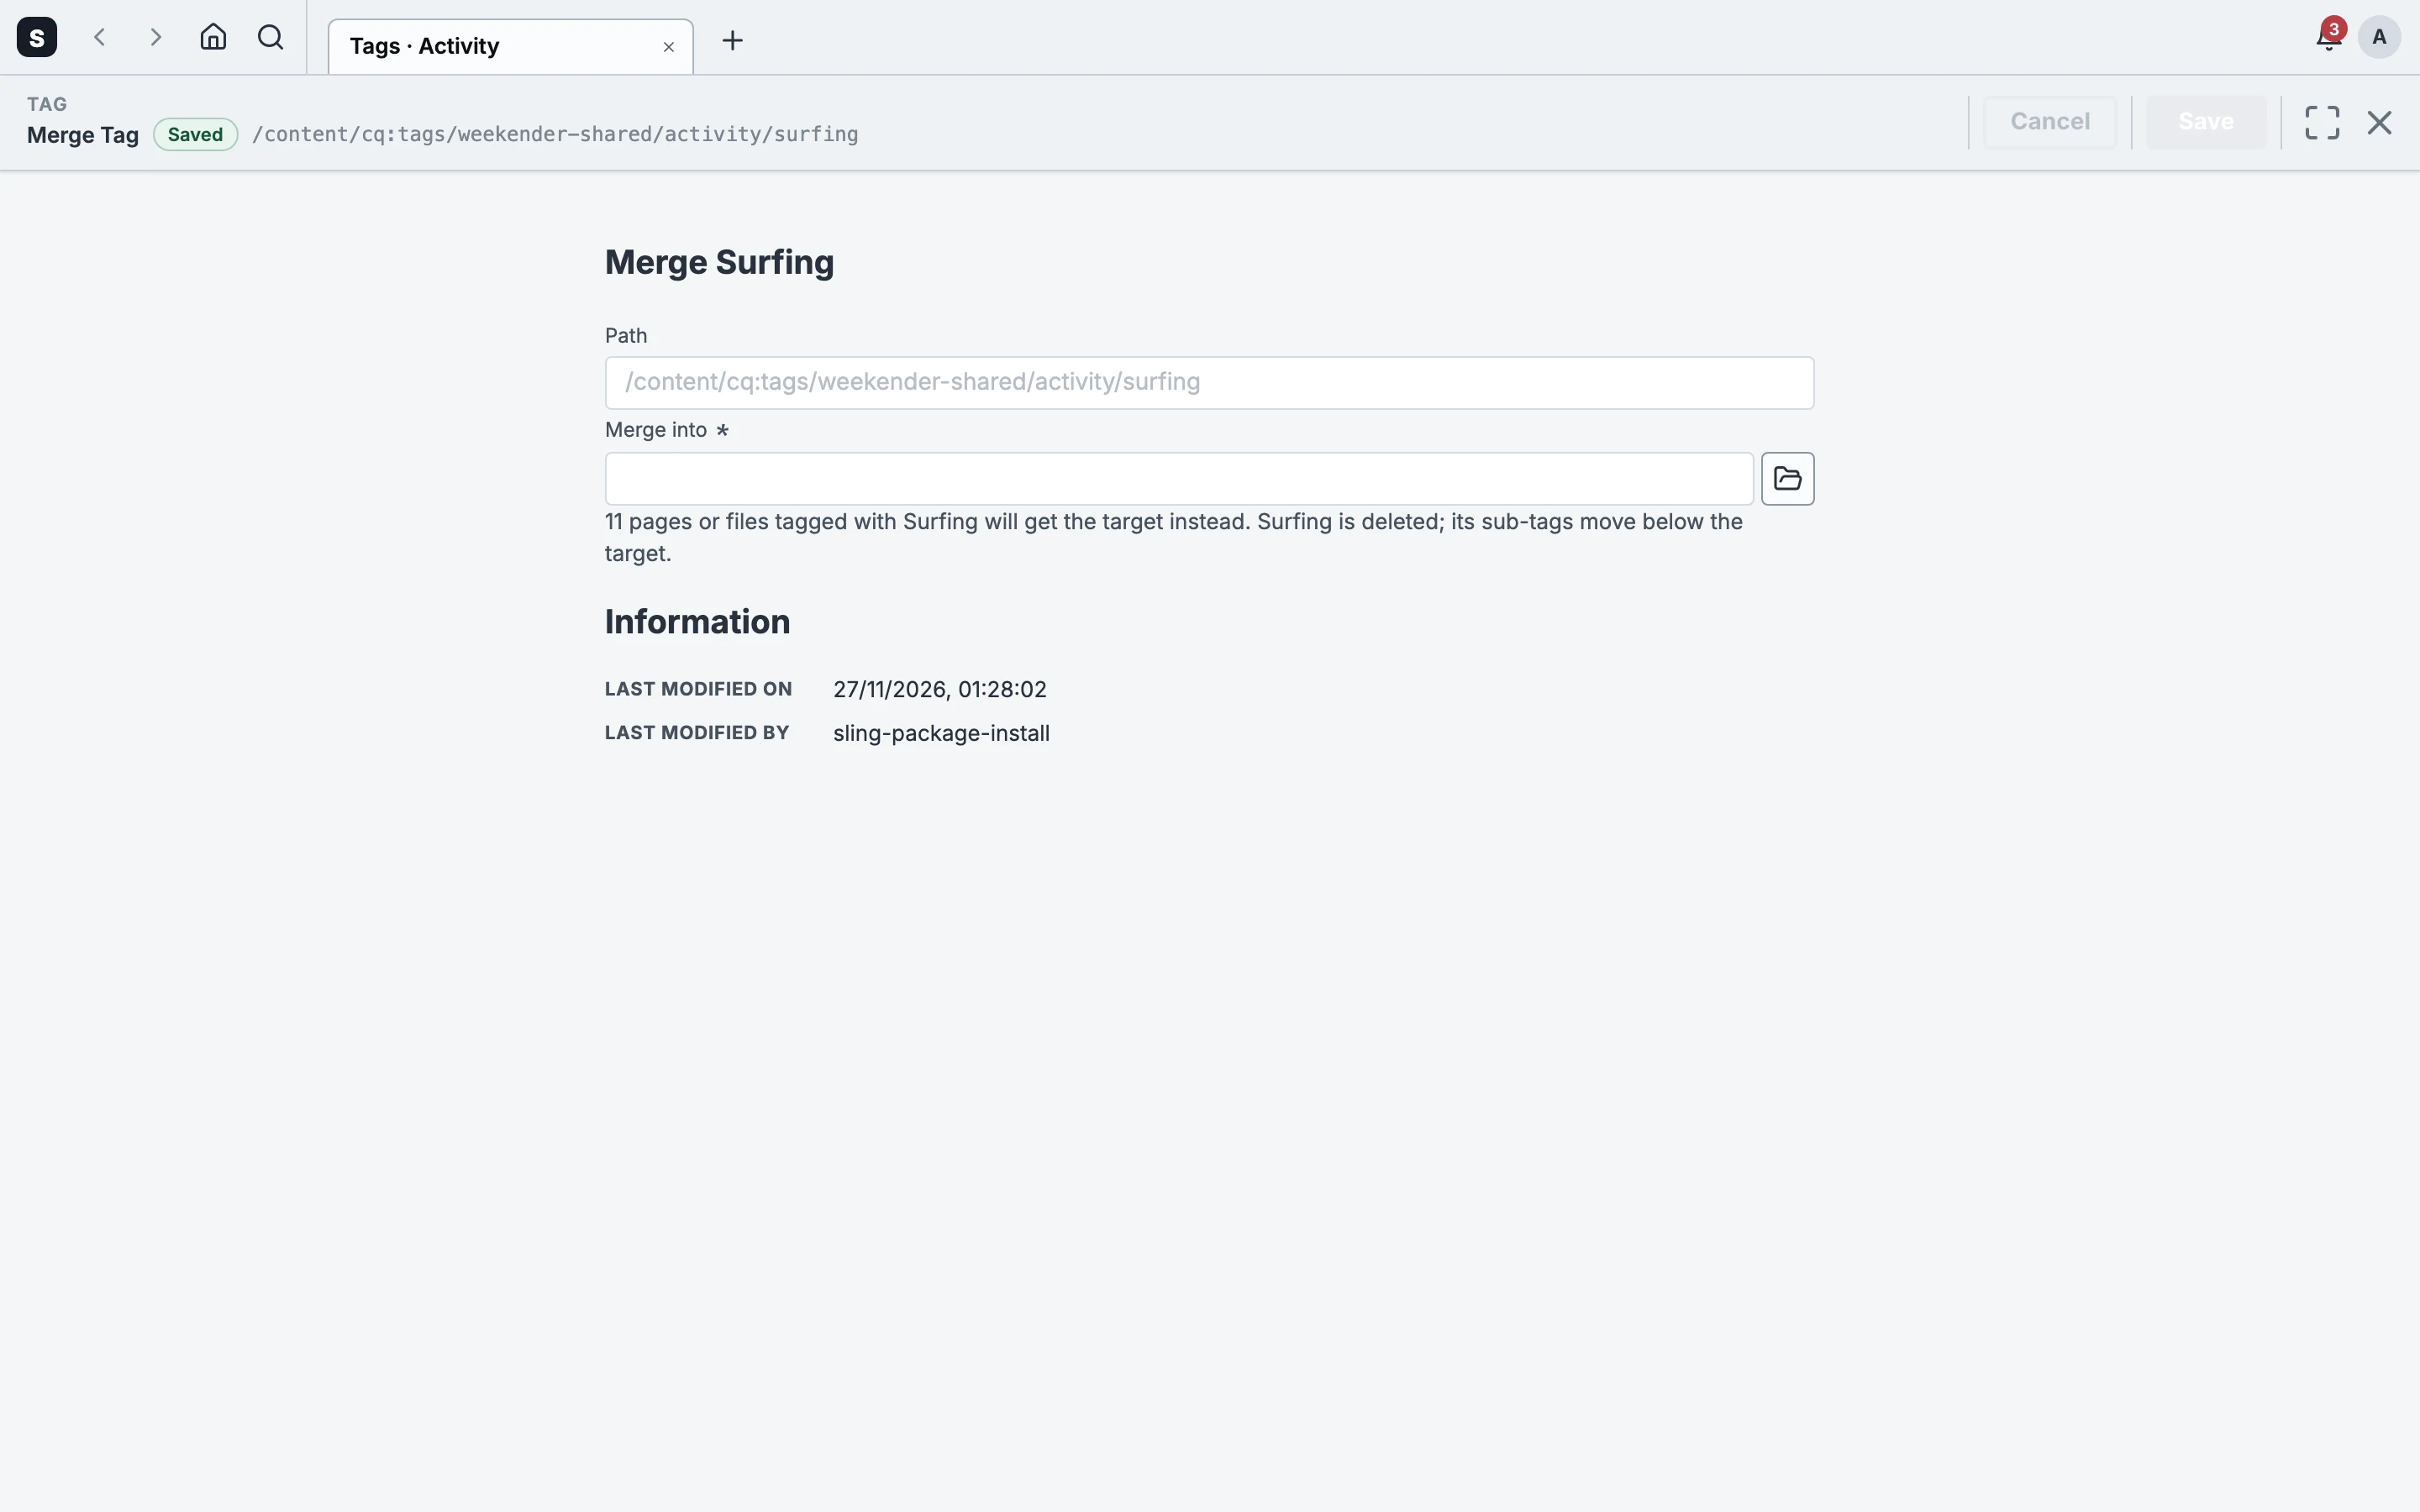 S
Tags · Activity
3
A
TAG
Merge Tag Saved /content/cq:tags/weekender-shared/activity/surfing
Cancel
Save
Merge Surfing
Path
/content/cq:tags/weekender-shared/activity/surfing
Merge into *
11 pages or files tagged with Surfing will get the target instead. Surfing is deleted; its sub-tags move below the
target.
Information
LAST MODIFIED ON 27/11/2026, 01:28:02
LAST MODIFIED BY sling-package-install